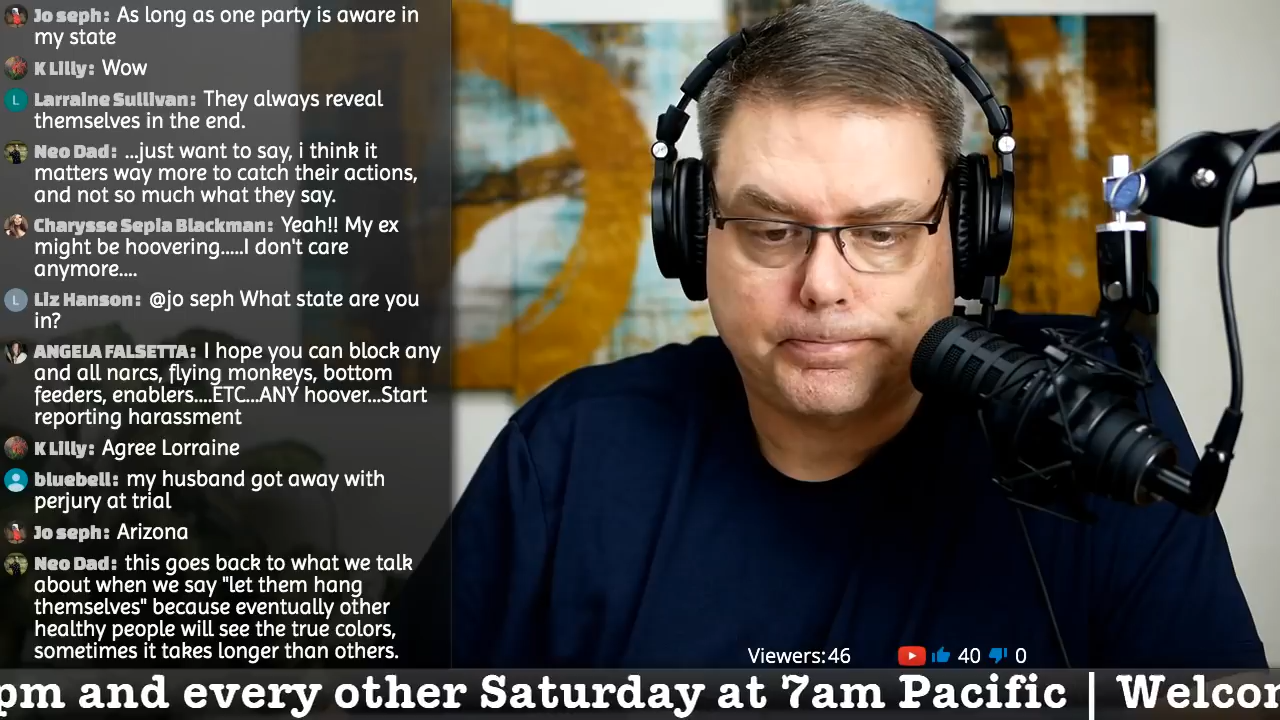 Jo seph: As long as one party is aware in
my state
K Lilly: Wow
L Larraine Sullivan: They always reveal
themselves in the end.
Neo Dad: ...just want to say, i think it
matters way more to catch their actions,
and not so much what they say.
Charysse Sepia Blackman: Yeah!! My ex
might be hoovering.....I don't care
anymore....
L Liz Hanson: @jo seph What state are you
in?
ANGELA FALSETTA: I hope you can block any
and all narcs, flying monkeys, bottom
feeders, enablers....ETC...ANY hoover...Start
reporting harassment
K Lilly: Agree Lorraine
bluebell: my husband got away with
perjury at trial
Jo seph: Arizona
Neo Dad: this goes back to what we talk
about when we say "let them hang
themselves" because eventually other
healthy people will see the true colors,
sometimes it takes longer than others.
Viewers:46 40 0
pm and every other Saturday at 7am Pacific | Welcon